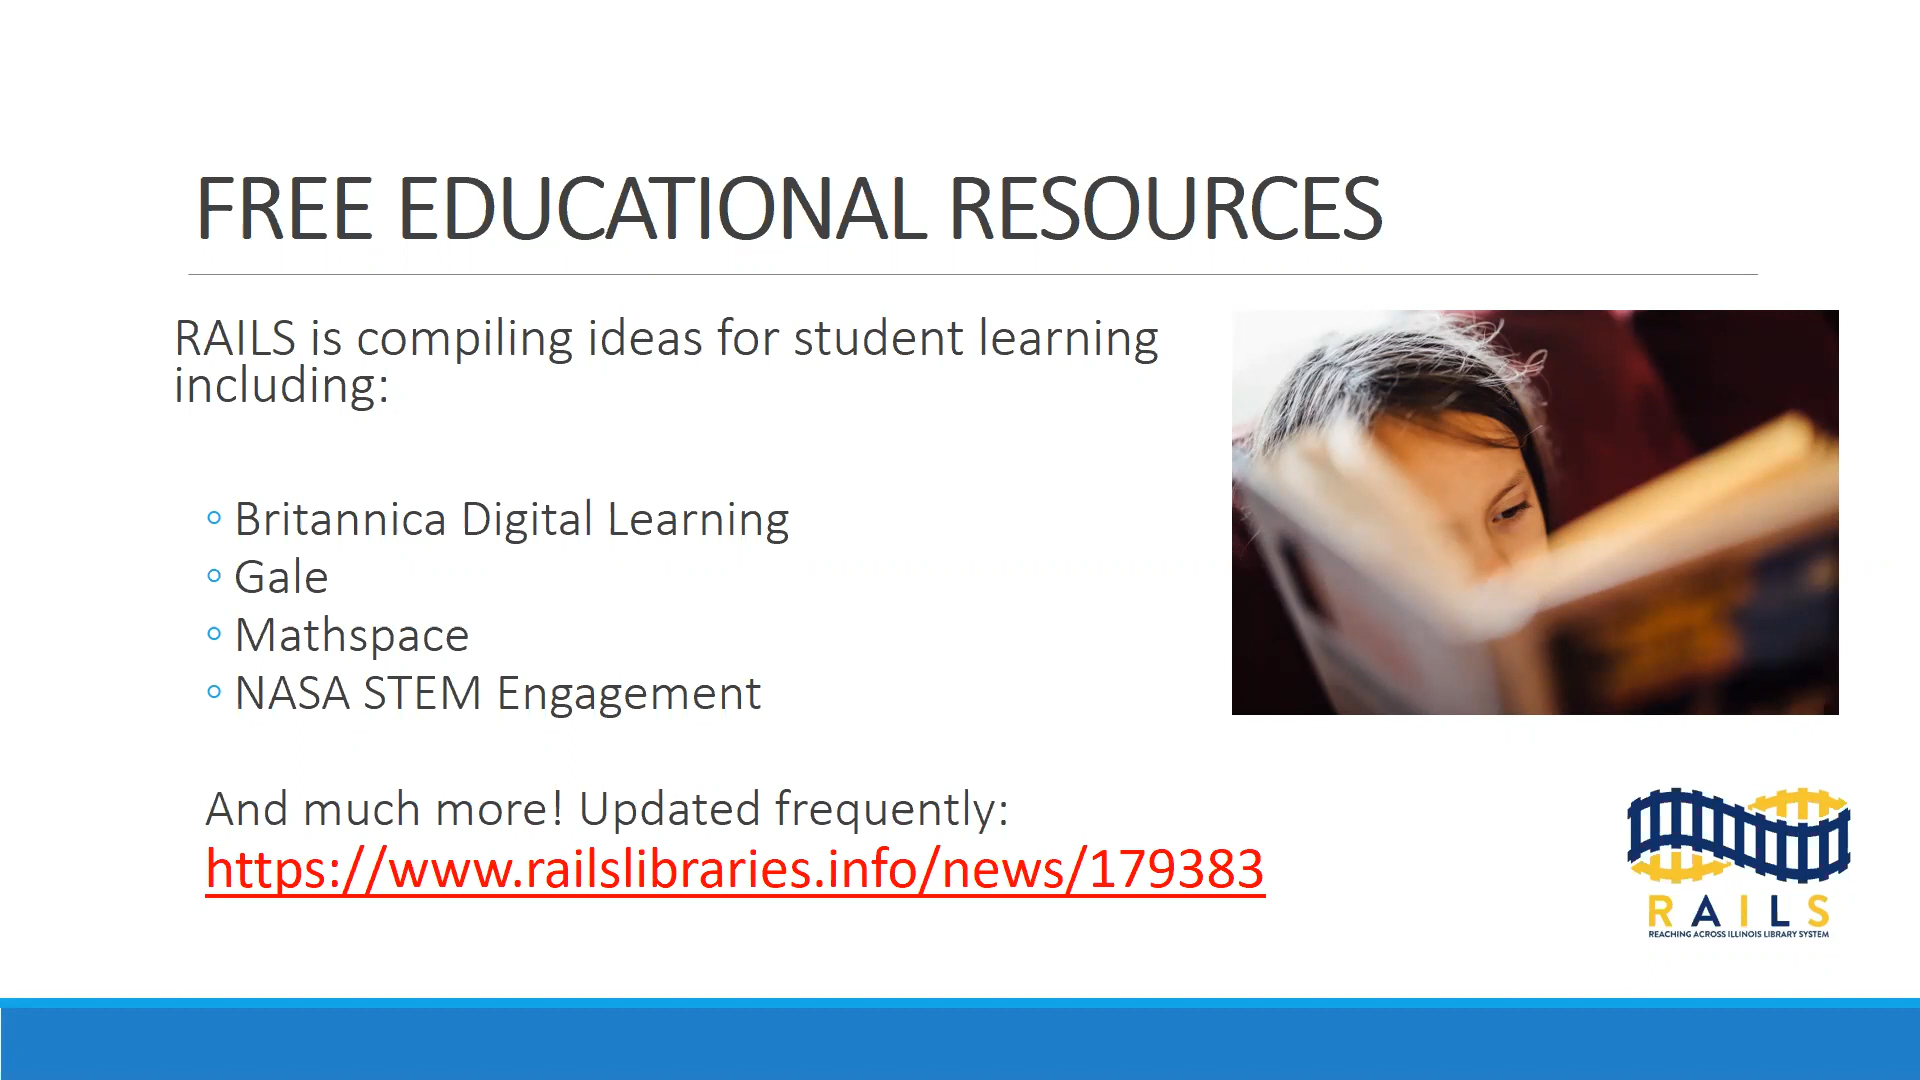 FREE EDUCATIONAL RESOURCES
RAILS is compiling ideas for student learning
including:
◦ Britannica Digital Learning
◦ Gale
◦ Mathspace
◦ NASA STEM Engagement
And much more! Updated frequently:
https://www.railslibraries.info/news/179383
RAILS
REACHING ACROSS ILLINOIS LIBRARY SYSTEM